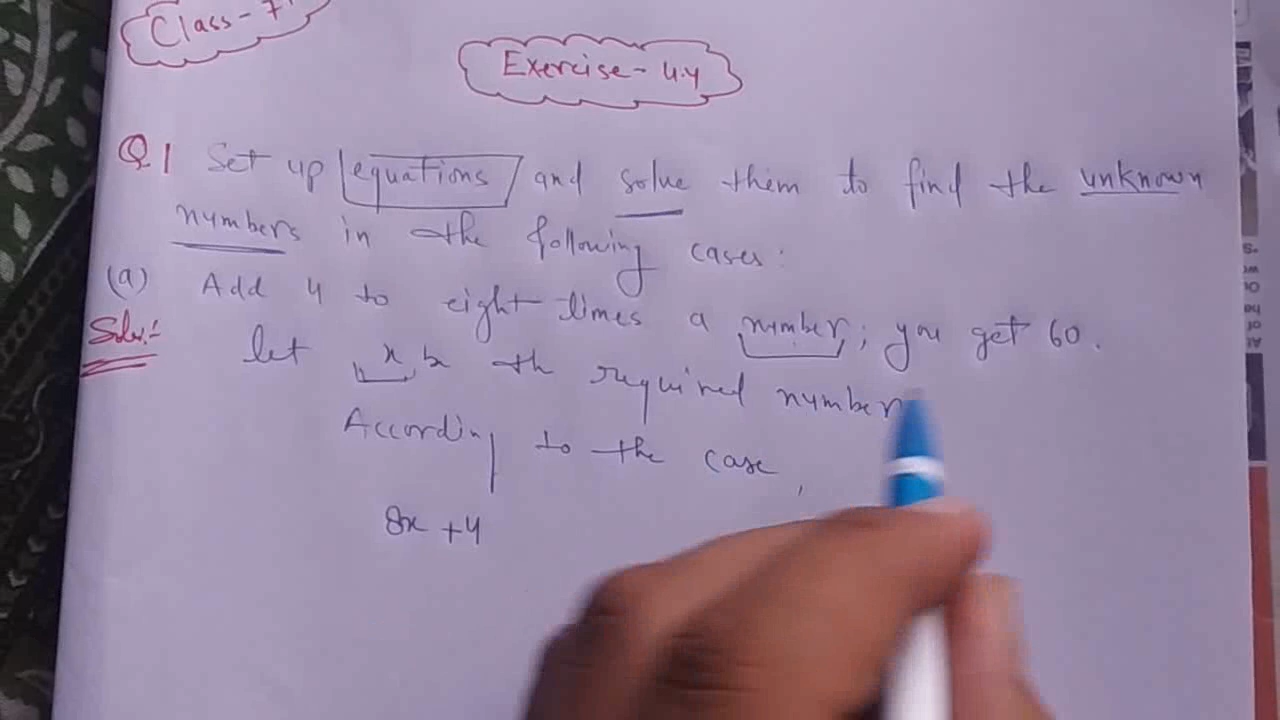 Class-7
Exercise-4.4
Q1 Set up equations and solve them to find the unknown
numbers in the following cases:
(a) Add 4 to eight times a number; you get 60.
Solu:- let x be the required number
According to the case,
8x+4